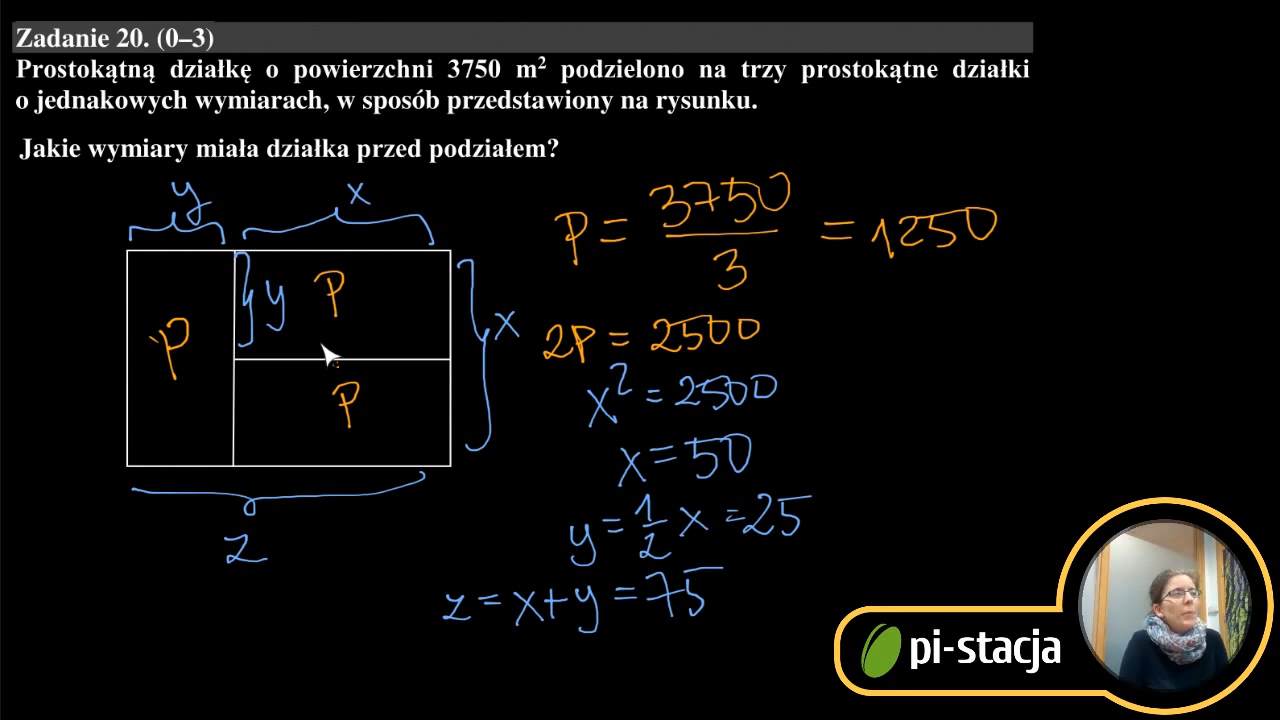 Zadanie 20. (0–3)
Prostokątną działkę o powierzchni 3750 m² podzielono na trzy prostokątne działki
o jednakowych wymiarach, w sposób przedstawiony na rysunku.
Jakie wymiary miała działka przed podziałem?
y
x
P
y
P
P
x
z
P = 3750/3 = 1250
2P = 2500
x² = 2500
x = 50
y = 1/2 x = 25
z = x + y = 75
pi-stacja